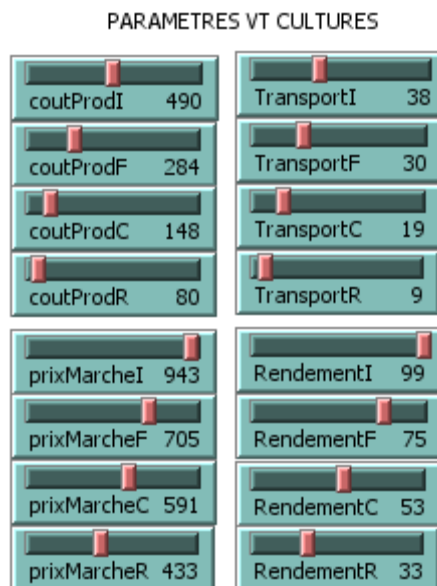 PARAMETRES VT CULTURES
coutProdI 490
TransportI 38
coutProdF 284
TransportF 30
coutProdC 148
TransportC 19
coutProdR 80
TransportR 9
prixMarcheI 943
RendementI 99
prixMarcheF 705
RendementF 75
prixMarcheC 591
RendementC 53
prixMarcheR 433
RendementR 33